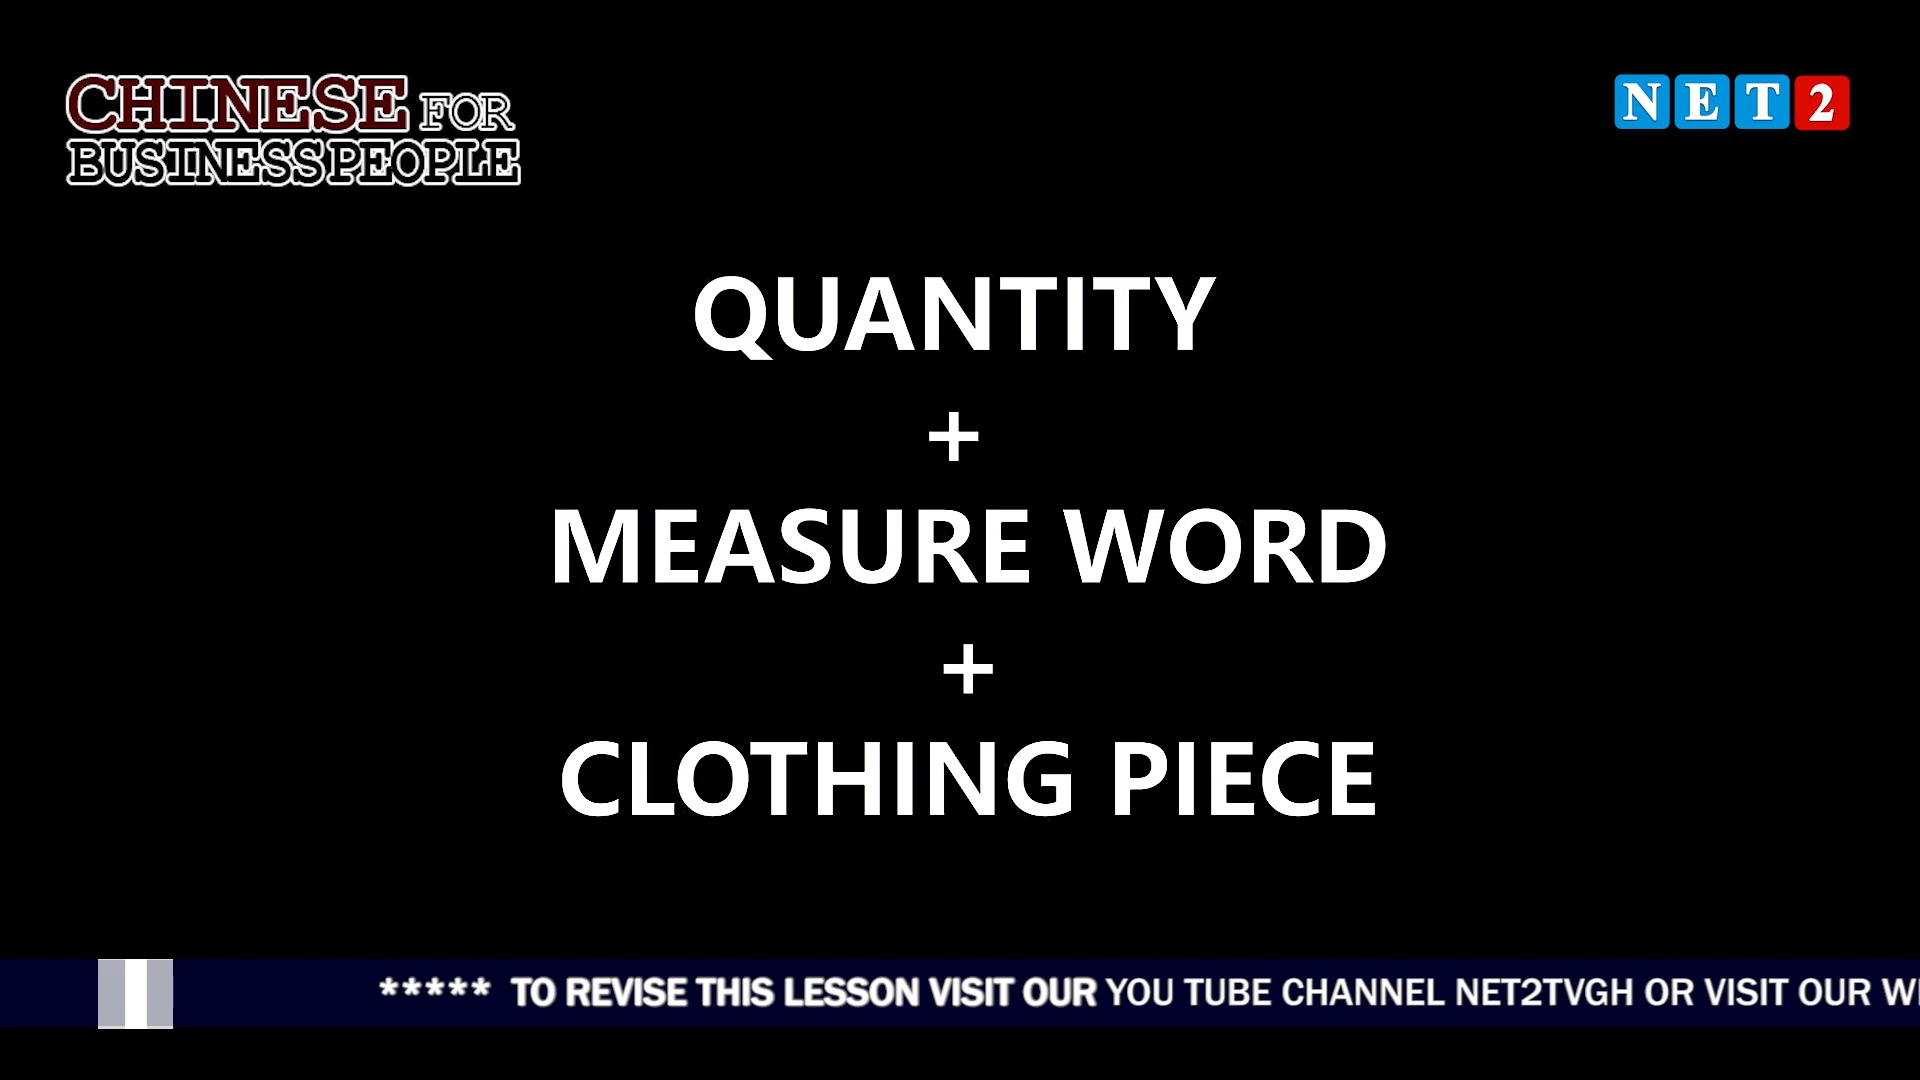 CHINESE FOR
BUSINESSPEOPLE
NET2
QUANTITY
+
MEASURE WORD
+
CLOTHING PIECE
***** TO REVISE THIS LESSON VISIT OUR YOU TUBE CHANNEL NET2TVGH OR VISIT OUR